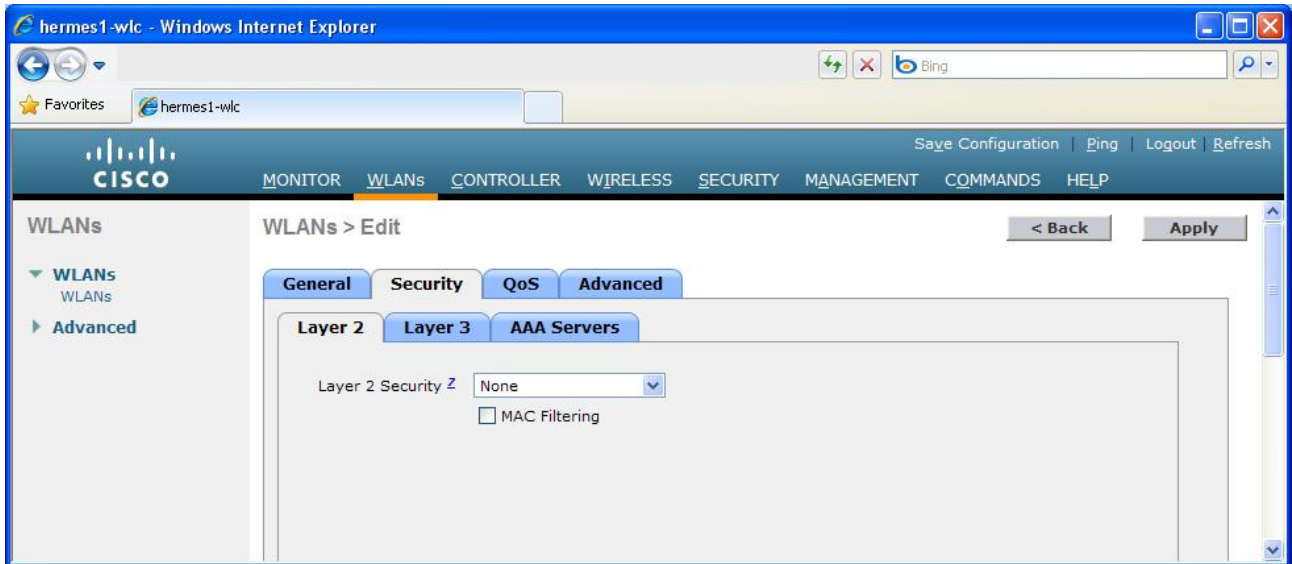 hermes1-wlc - Windows Internet Explorer
Bing
Favorites hermes1-wlc
Save Configuration | Ping | Logout | Refresh
CISCO MONITOR WLANs CONTROLLER WIRELESS SECURITY MANAGEMENT COMMANDS HELP
WLANs WLANs > Edit < Back Apply
WLANs
WLANs
Advanced
General Security QoS Advanced
Layer 2 Layer 3 AAA Servers
Layer 2 Security 7 None
MAC Filtering